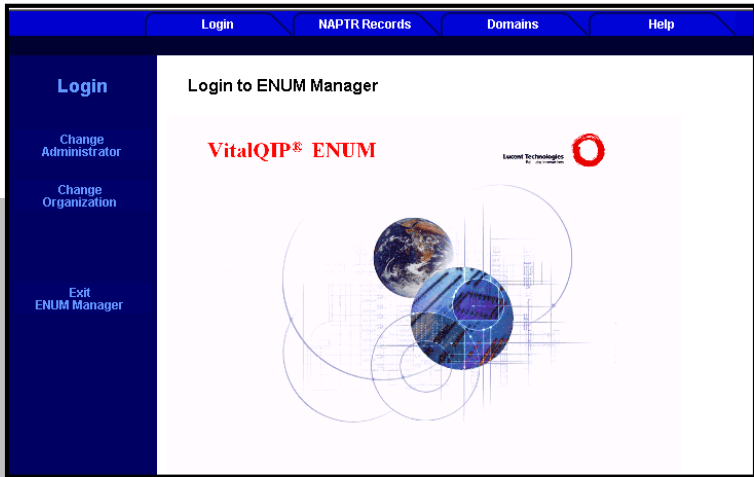 Login NAPTR Records Domains Help
Login
Login to ENUM Manager
Change
Administrator
Change
Organization
Exit
ENUM Manager
VitalQIP® ENUM
Lucent Technologies